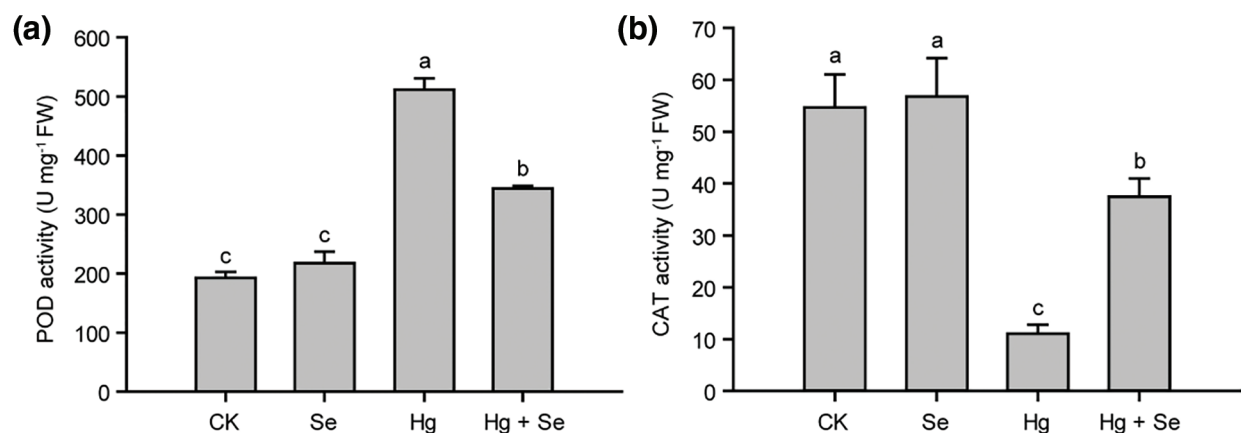 (a)
POD activity (U mg⁻¹ FW)
600
500
400
300
200
100
0
c
c
a
b
CK Se Hg Hg + Se
(b)
CAT activity (U mg⁻¹ FW)
70
60
50
40
30
20
10
0
a
a
c
b
CK Se Hg Hg + Se